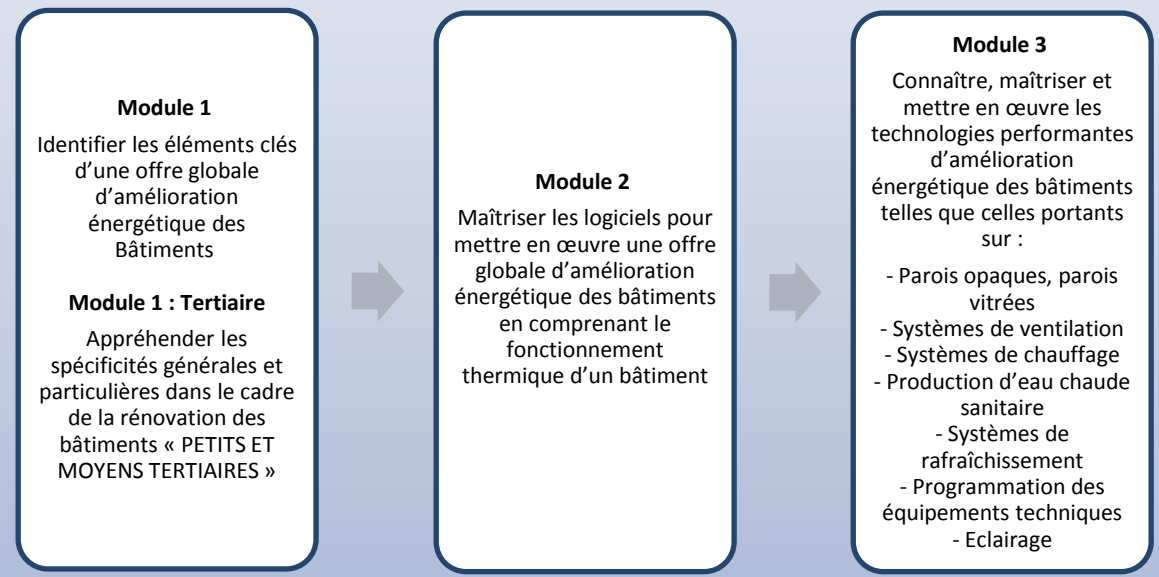 Module 1
Identifier les éléments clés
d'une offre globale
d'amélioration
énergétique des
Bâtiments
Module 1 : Tertiaire
Appréhender les
spécificités générales et
particulières dans le cadre
de la rénovation des
bâtiments « PETITS ET
MOYENS TERTIAIRES »
Module 2
Maîtriser les logiciels pour
mettre en œuvre une offre
globale d'amélioration
énergétique des bâtiments
en comprenant le
fonctionnement
thermique d'un bâtiment
Module 3
Connaître, maîtriser et
mettre en œuvre les
technologies performantes
d'amélioration
énergétique des bâtiments
telles que celles portants
sur :
- Parois opaques, parois
vitrées
- Systèmes de ventilation
- Systèmes de chauffage
- Production d'eau chaude
sanitaire
- Systèmes de
rafraîchissement
- Programmation des
équipements techniques
- Eclairage